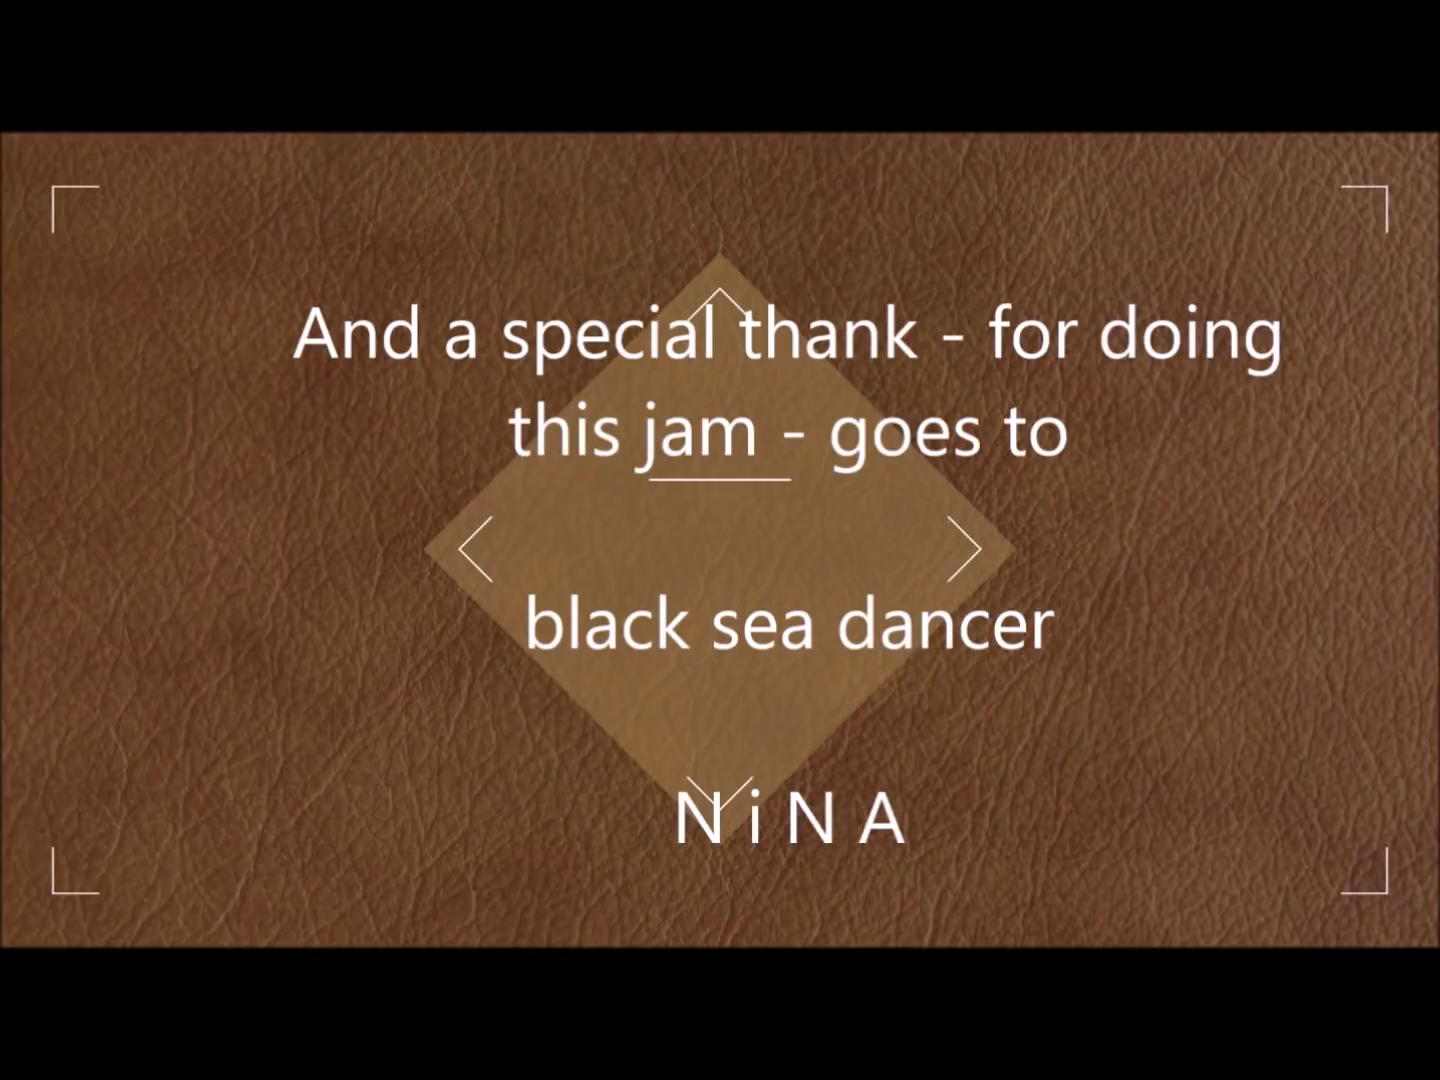 And a special thank - for doing
this jam - goes to
black sea dancer
N i N A